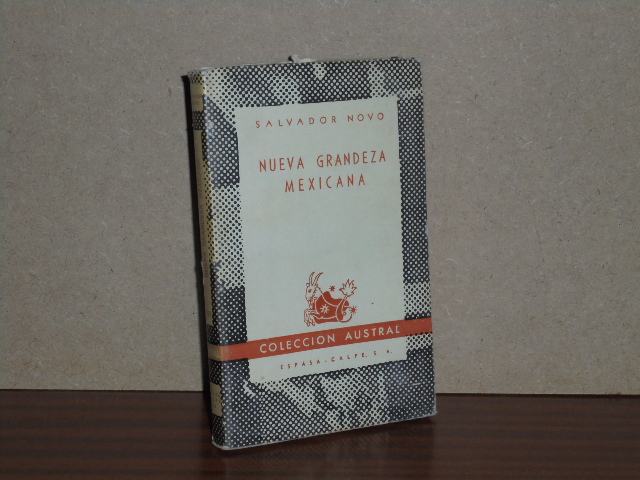 SALVADOR NOVO
NUEVA GRANDEZA
MEXICANA
COLECCION AUSTRAL
ESPASA-CALPE, S. A.